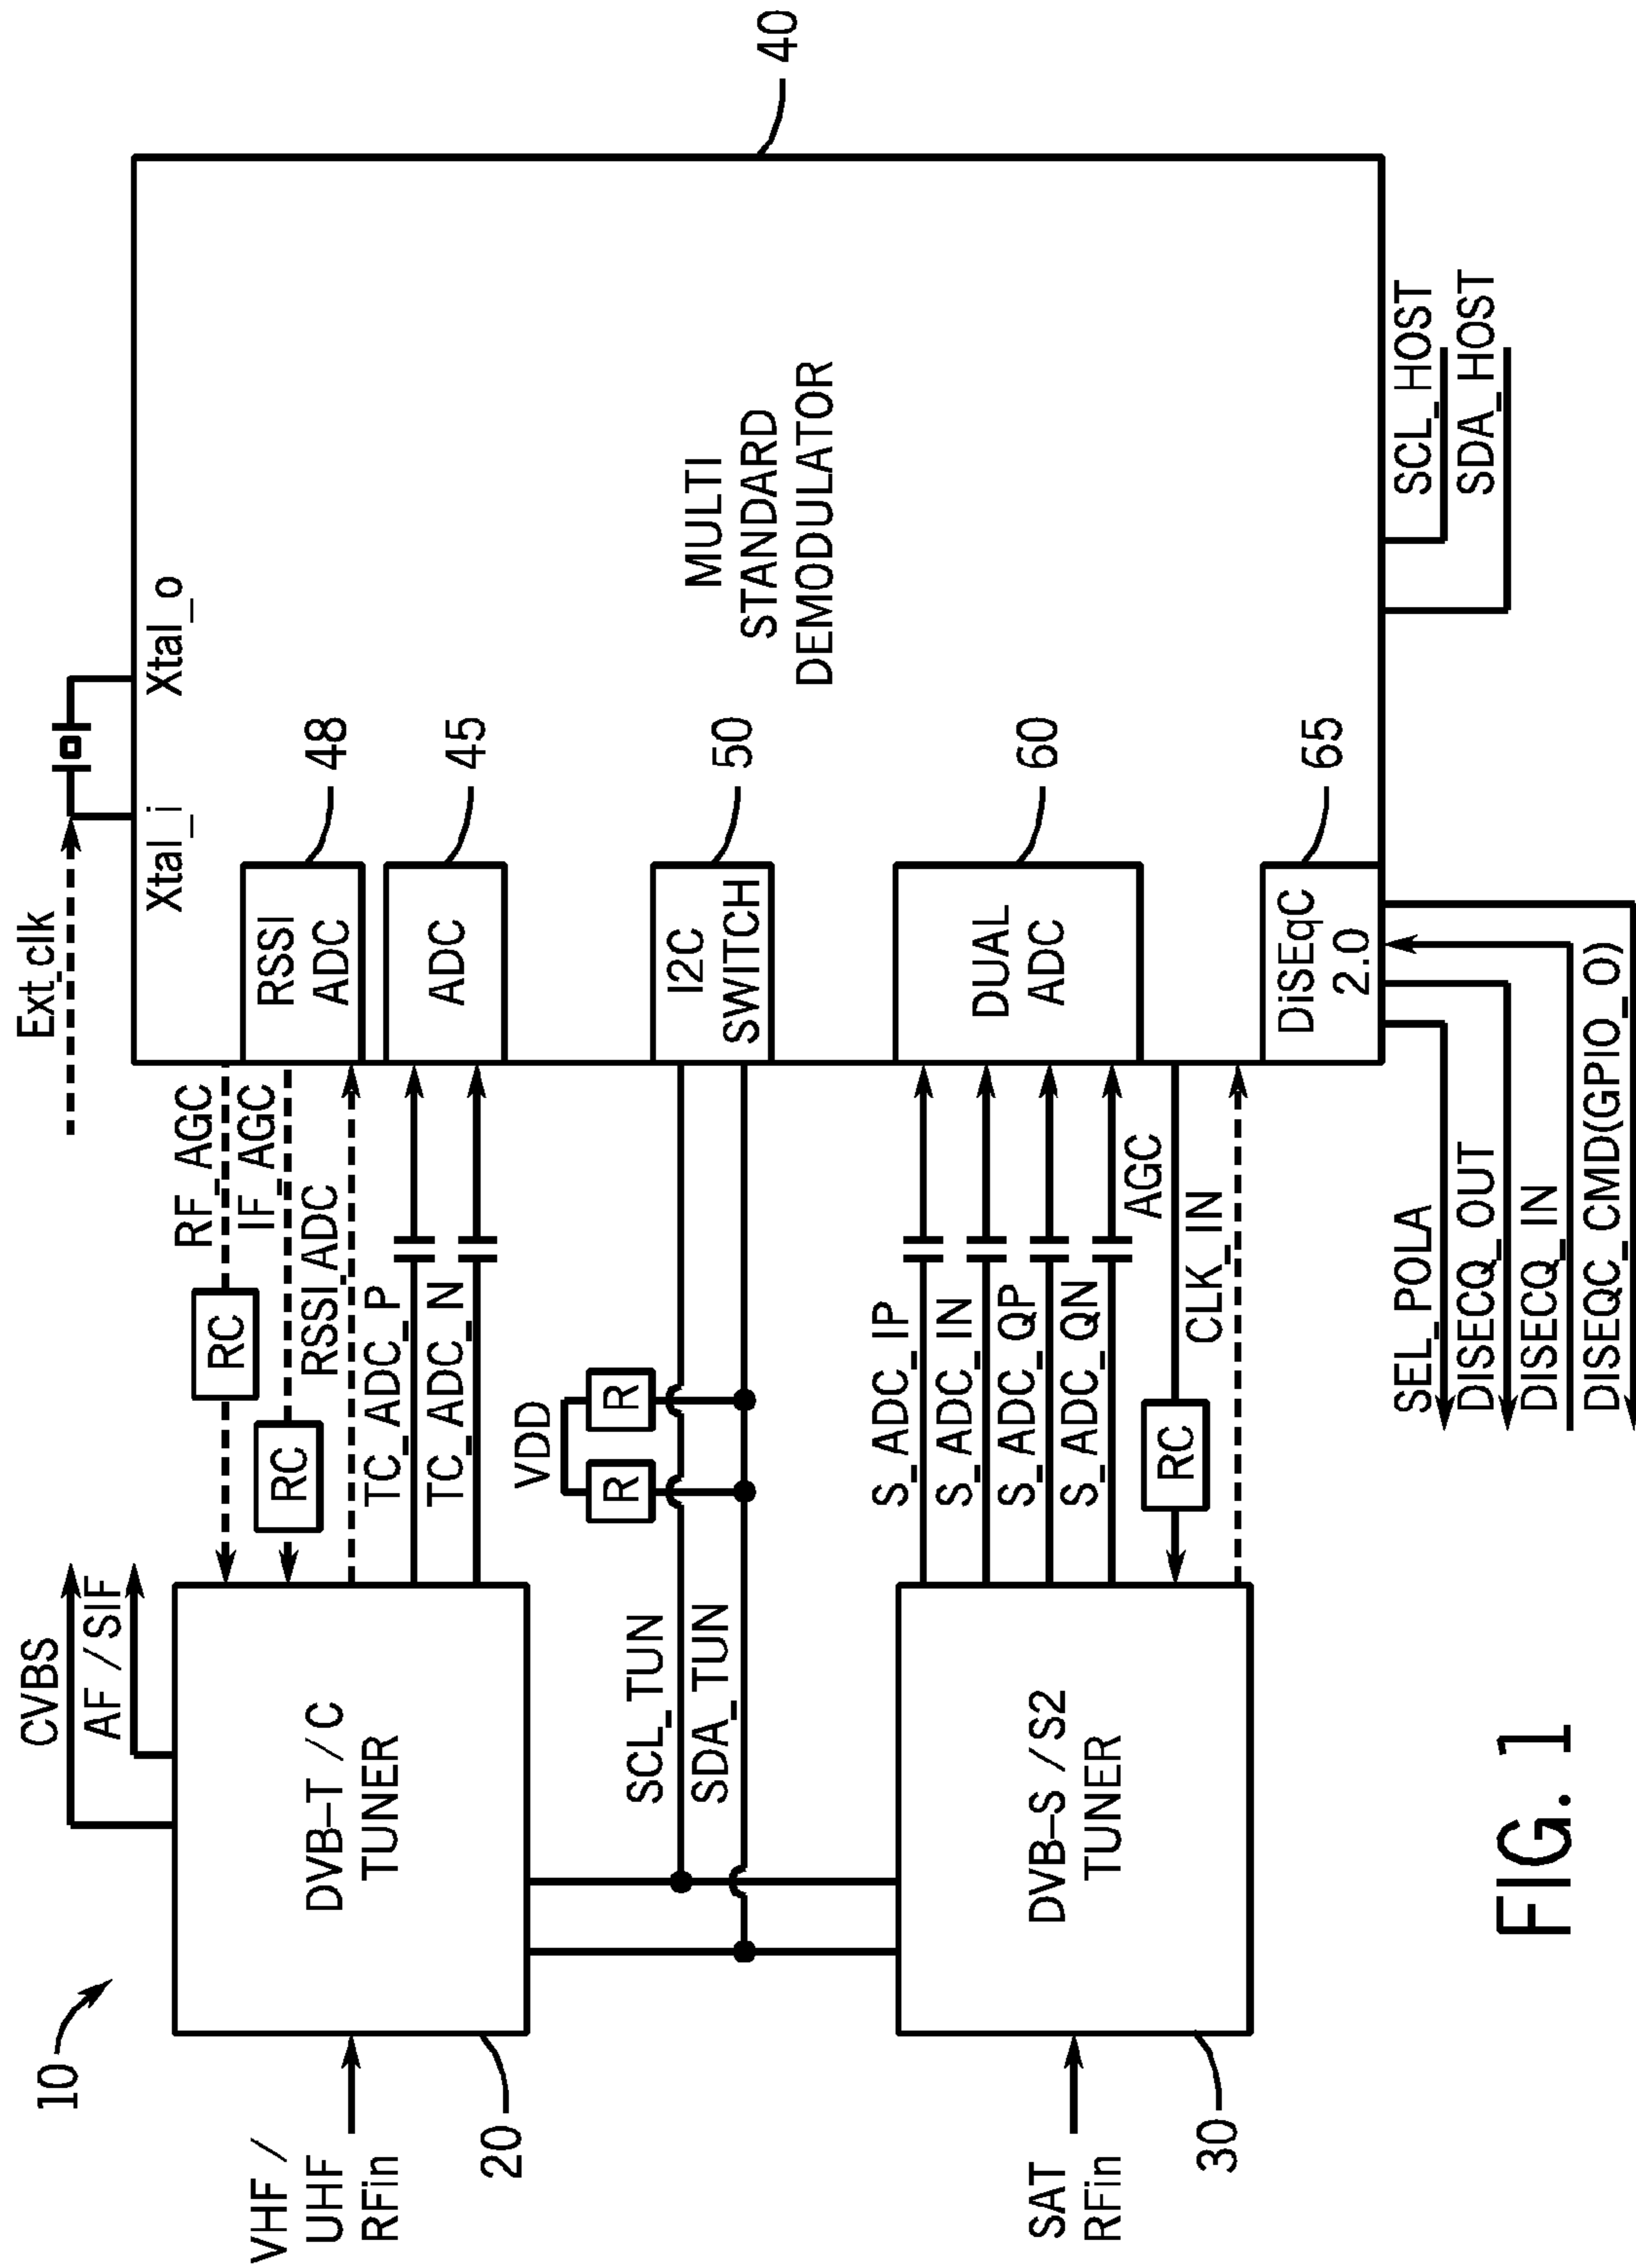 10
VHF /
UHF
RFin
20
CVBS
AF / SIF
DVB–T / C
TUNER
RC
RF_AGC
RC
IF_AGC
RSSI_ADC
TC_ADC_P
TC_ADC_N
Ext_clk
Xtal_i
Xtal_o
RSSI
ADC
48
ADC
45
40
SCL_TUN
SDA_TUN
VDD
R
R
I2C
SWITCH
50
MULTI
STANDARD
DEMODULATOR
SAT
RFin
30
DVB–S / S2
TUNER
S_ADC_IP
S_ADC_IN
S_ADC_QP
S_ADC_QN
AGC
RC
CLK_IN
DUAL
ADC
60
DiSEqC
2.0
65
SEL_POLA
DISECQ_OUT
DISECQ_IN
DISEQC_CMD(GPIO_O)
SCL_HOST
SDA_HOST
FIG. 1